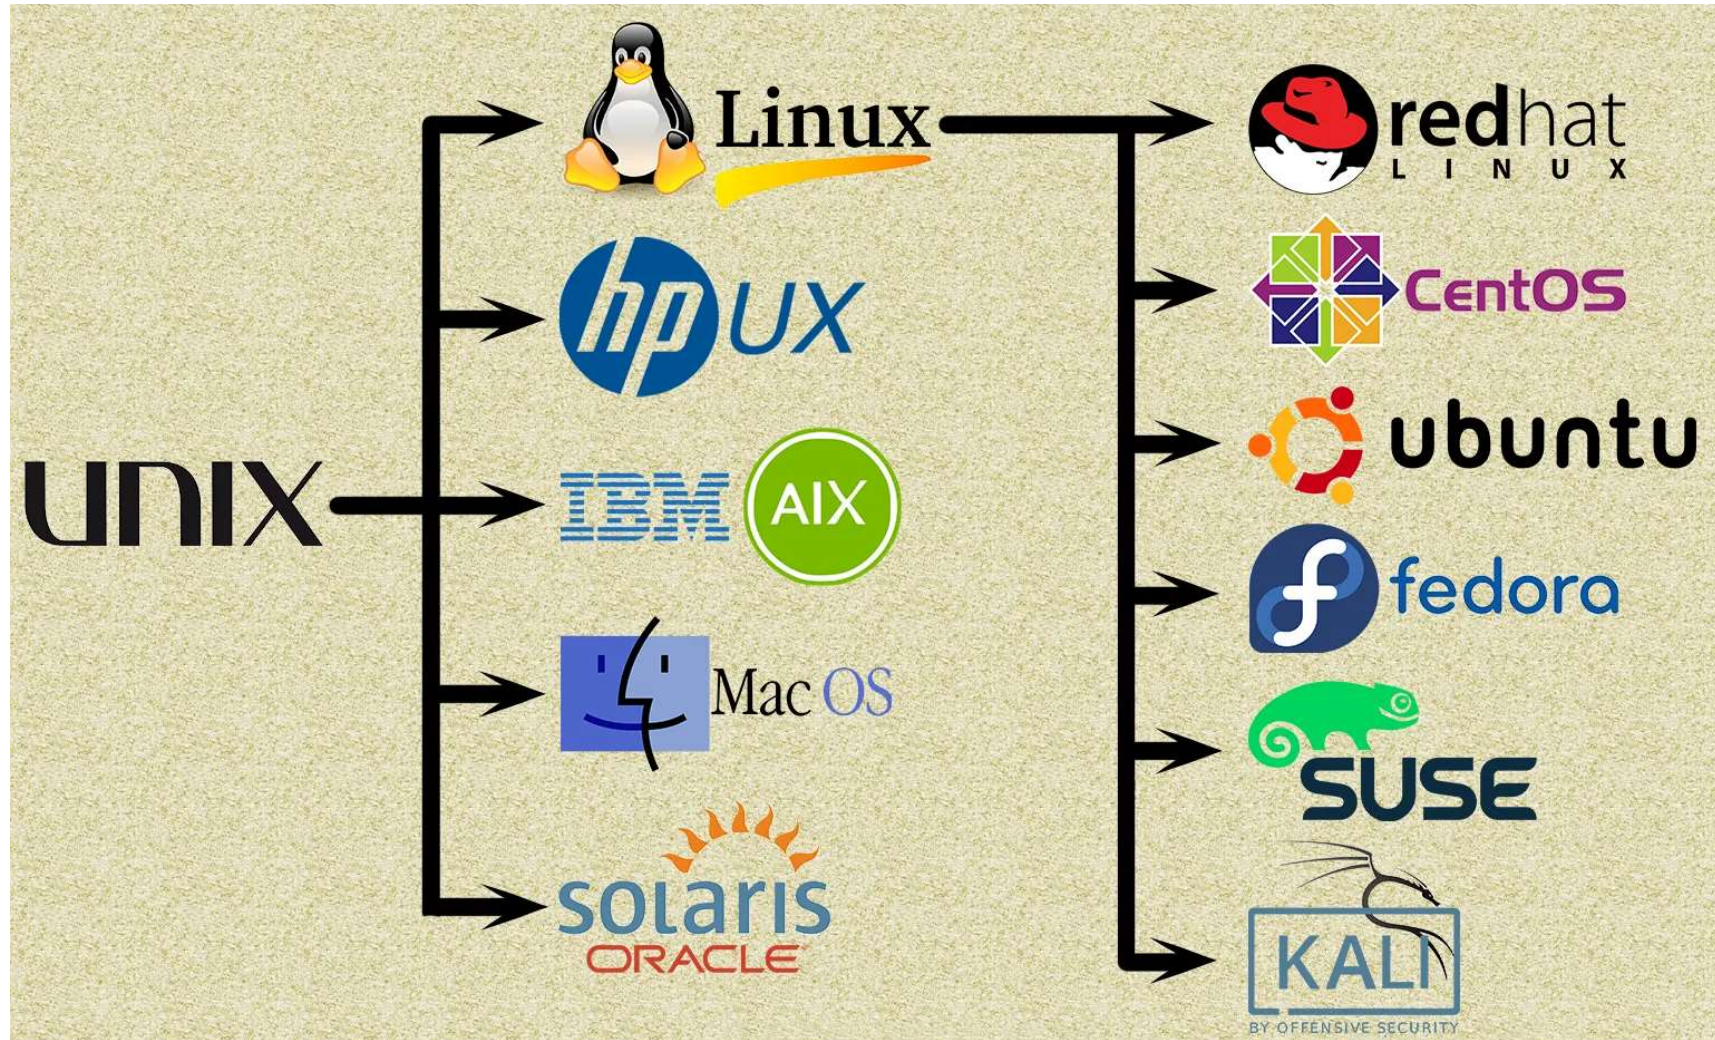 UNIX
Linux
hp UX
IBM AIX
Mac OS
solaris
ORACLE
redhat
LINUX
CentOS
ubuntu
fedora
SUSE
KALI
BY OFFENSIVE SECURITY